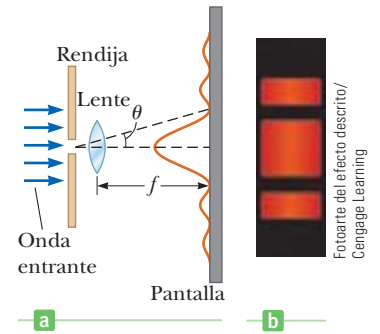 Rendija
Lente
θ
f
Onda
entrante
Pantalla
a
b
Fotoarte del efecto descrito/
Cengage Learning